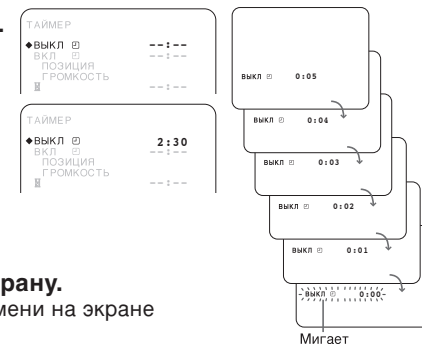 ТАЙМЕР
ВЫКЛ --:--
ВКЛ --:--
ПОЗИЦИЯ
ГРОМКОСТЬ
--:--
ТАЙМЕР
ВЫКЛ 2:30
ВКЛ --:--
ПОЗИЦИЯ
ГРОМКОСТЬ
--:--
рану.
мени на экране
ВЫКЛ 0:05
ВЫКЛ 0:04
ВЫКЛ 0:03
ВЫКЛ 0:02
ВЫКЛ 0:01
ВЫКЛ 0:00
Мигает